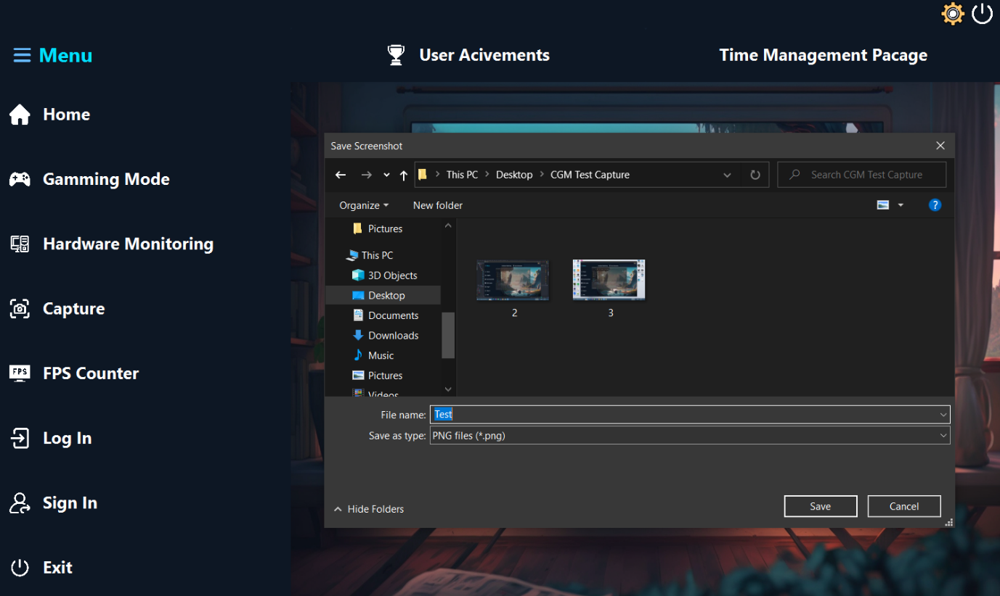 Menu
User Acivements
Time Management Pacage
Home
Gamming Mode
Hardware Monitoring
Capture
FPS
FPS Counter
Log In
Sign In
Exit
Save Screenshot
This PC
Desktop
CGM Test Capture
Search CGM Test Capture
Organize
New folder
?
Pictures
This PC
3D Objects
Desktop
Documents
Downloads
Music
Pictures
Videos
2
3
File name: Test
Save as type: PNG files (*.png)
Hide Folders
Save
Cancel